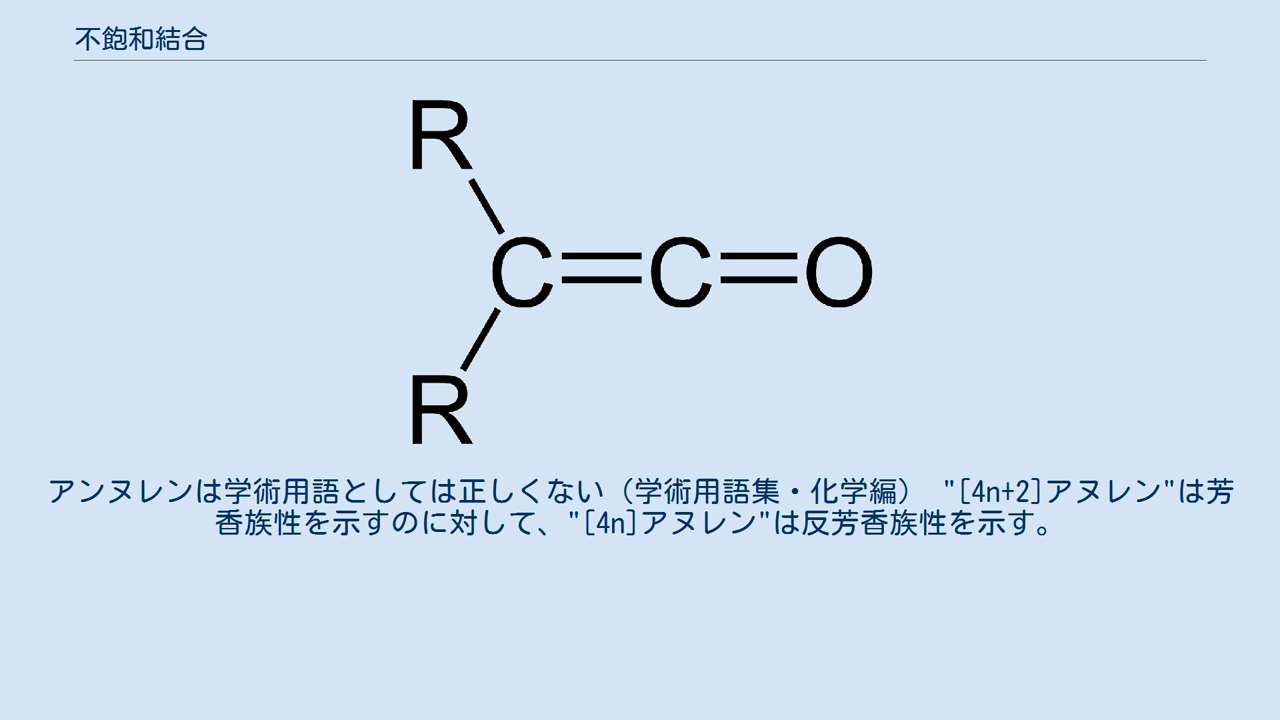 不飽和結合
R
C=C=O
R
アンヌレンは学術用語としては正しくない（学術用語集・化学編） "[4n+2]アヌレン"は芳
香族性を示すのに対して、"[4n]アヌレン"は反芳香族性を示す。